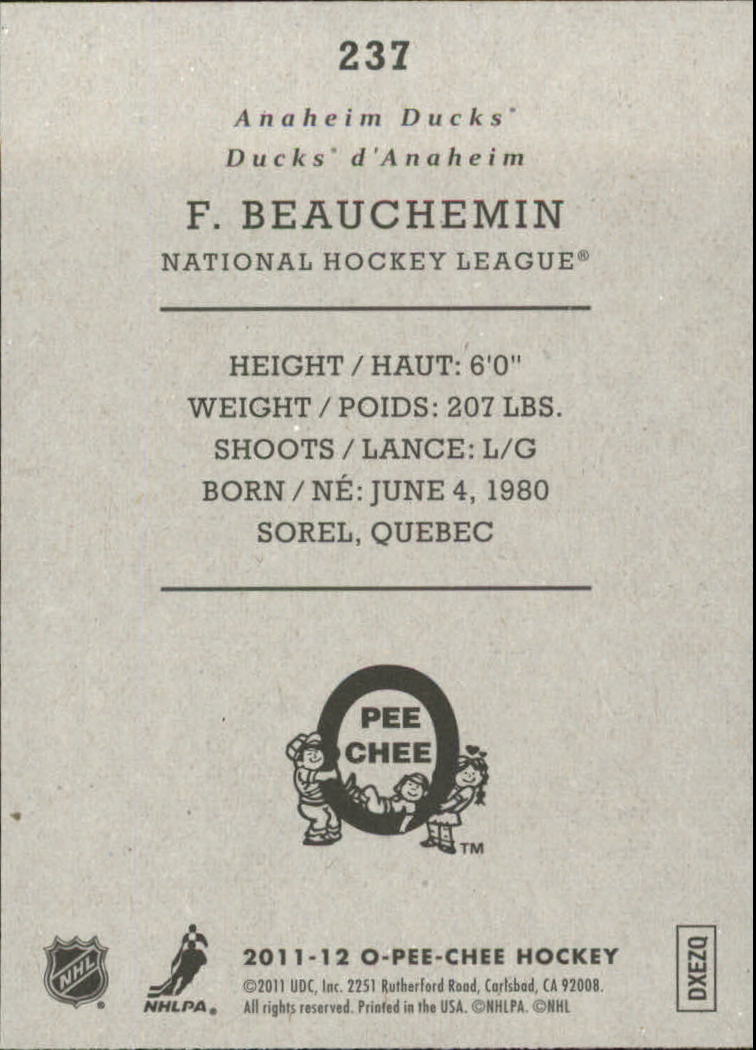 237
Anaheim Ducks®
Ducks® d'Anaheim
F. BEAUCHEMIN
NATIONAL HOCKEY LEAGUE®
HEIGHT / HAUT: 6'0"
WEIGHT / POIDS: 207 LBS.
SHOOTS / LANCE: L/G
BORN / NÉ: JUNE 4, 1980
SOREL, QUEBEC
O
PEE
CHEE
TM
NHL®
NHLPA®
2011-12 O-PEE-CHEE HOCKEY
©2011 UDC, Inc. 2251 Rutherford Road, Carlsbad, CA 92008.
All rights reserved. Printed in the USA. ©NHLPA. ©NHL
DXEZQ